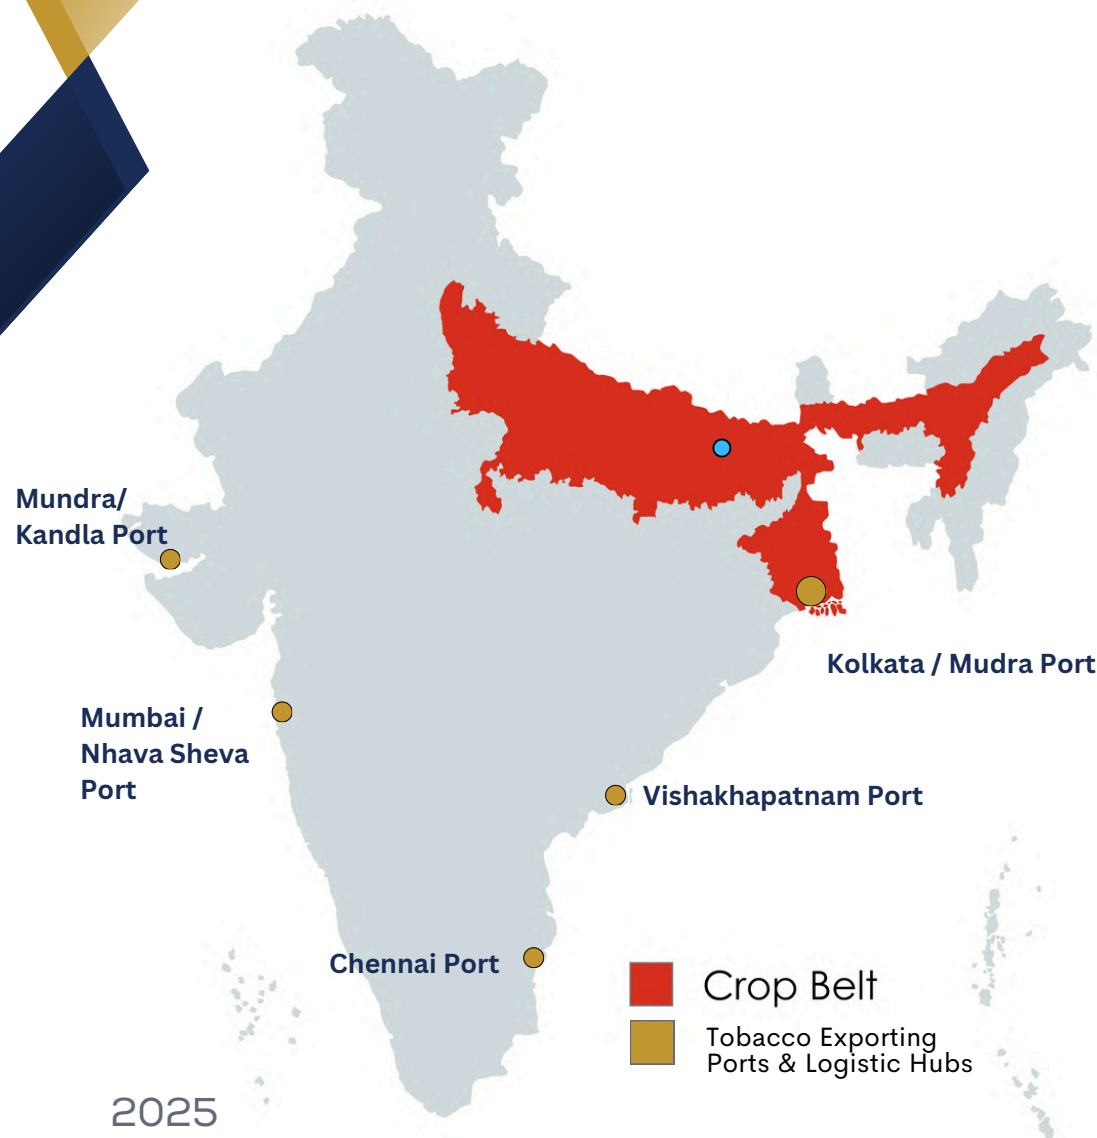 Mundra/
Kandla Port
Kolkata / Mudra Port
Mumbai /
Nhava Sheva
Port
Vishakhapatnam Port
Chennai Port
Crop Belt
Tobacco Exporting
Ports & Logistic Hubs
2025